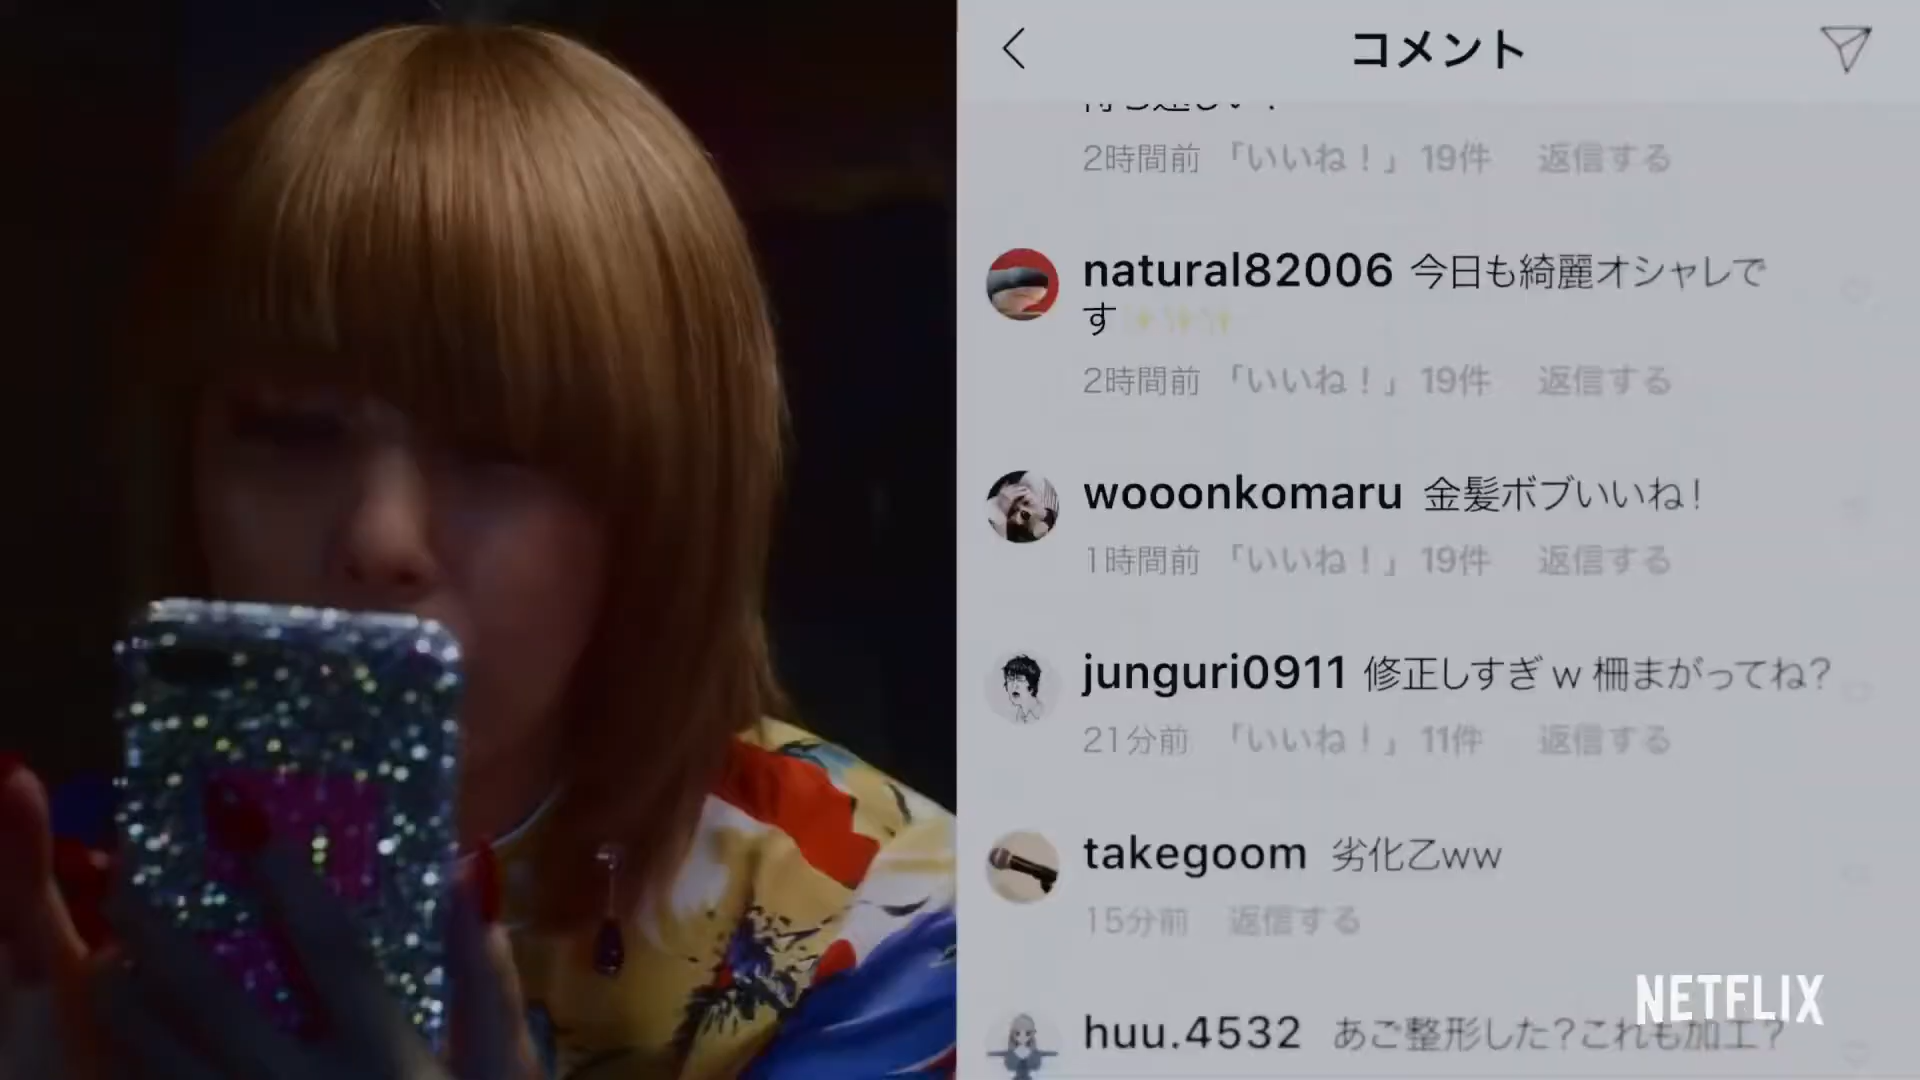 コメント
2時間前 「いいね！」19件 返信する
natural82006 今日も綺麗オシャレで
す✨✨✨
2時間前 「いいね！」19件 返信する
wooonkomaru 金髪ボブいいね！
1時間前 「いいね！」19件 返信する
junguri0911 修正しすぎw 柵まがってね？
21分前 「いいね！」11件 返信する
takegoom 劣化乙ww
15分前 返信する
NETFLIX
huu.4532 あご整形した？これも加工？